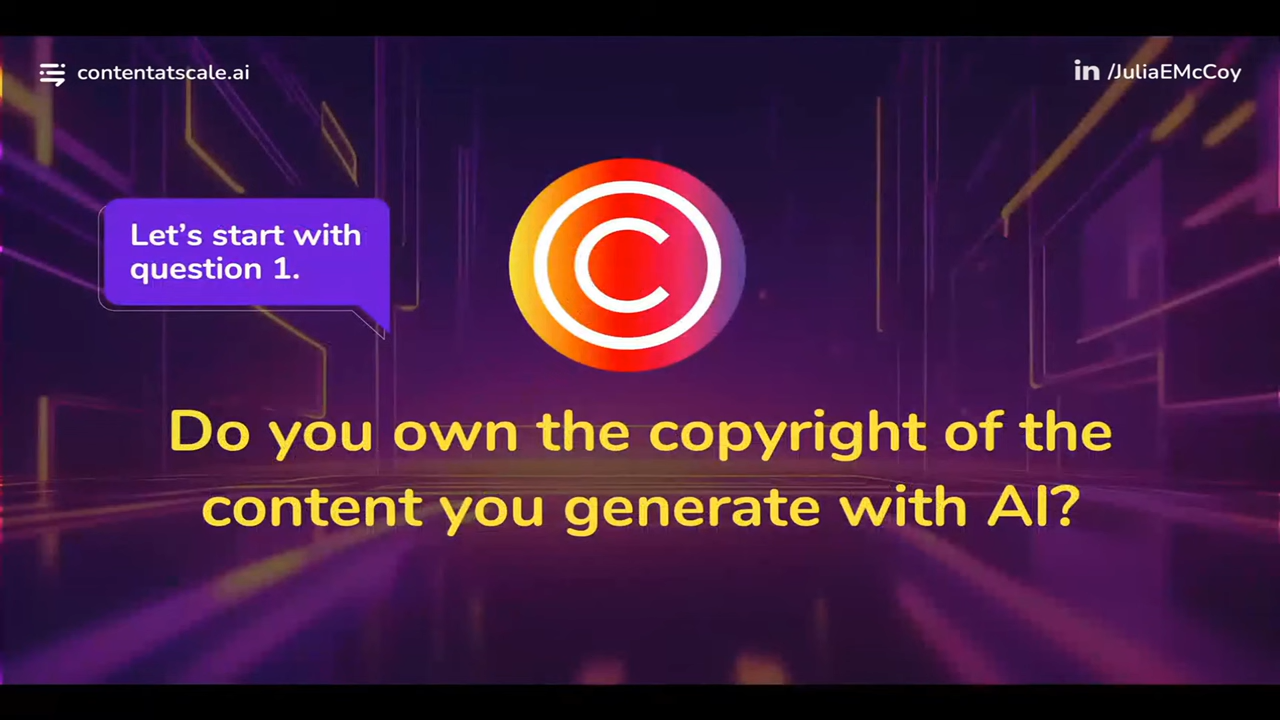 contentatscale.ai
in /JuliaEMcCoy
Let's start with
question 1.
©
Do you own the copyright of the
content you generate with AI?